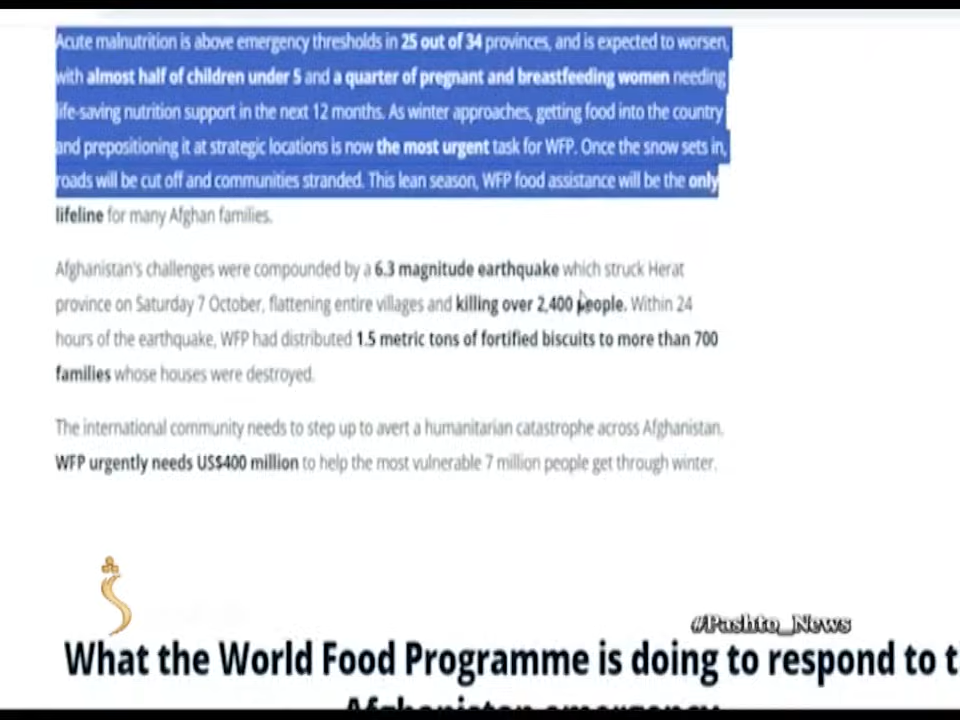 Acute malnutrition is above emergency thresholds in 25 out of 34 provinces, and is expected to worsen,
with almost half of children under 5 and a quarter of pregnant and breastfeeding women needing
life-saving nutrition support in the next 12 months. As winter approaches, getting food into the country
and prepositioning it at strategic locations is now the most urgent task for WFP. Once the snow sets in,
roads will be cut off and communities stranded. This lean season, WFP food assistance will be the only
lifeline for many Afghan families.
Afghanistan's challenges were compounded by a 6.3 magnitude earthquake which struck Herat
province on Saturday 7 October, flattening entire villages and killing over 2,400 people. Within 24
hours of the earthquake, WFP had distributed 1.5 metric tons of fortified biscuits to more than 700
families whose houses were destroyed.
The international community needs to step up to avert a humanitarian catastrophe across Afghanistan.
WFP urgently needs US$400 million to help the most vulnerable 7 million people get through winter.
#Pashto_News
What the World Food Programme is doing to respond to t
Afghanistan emergency